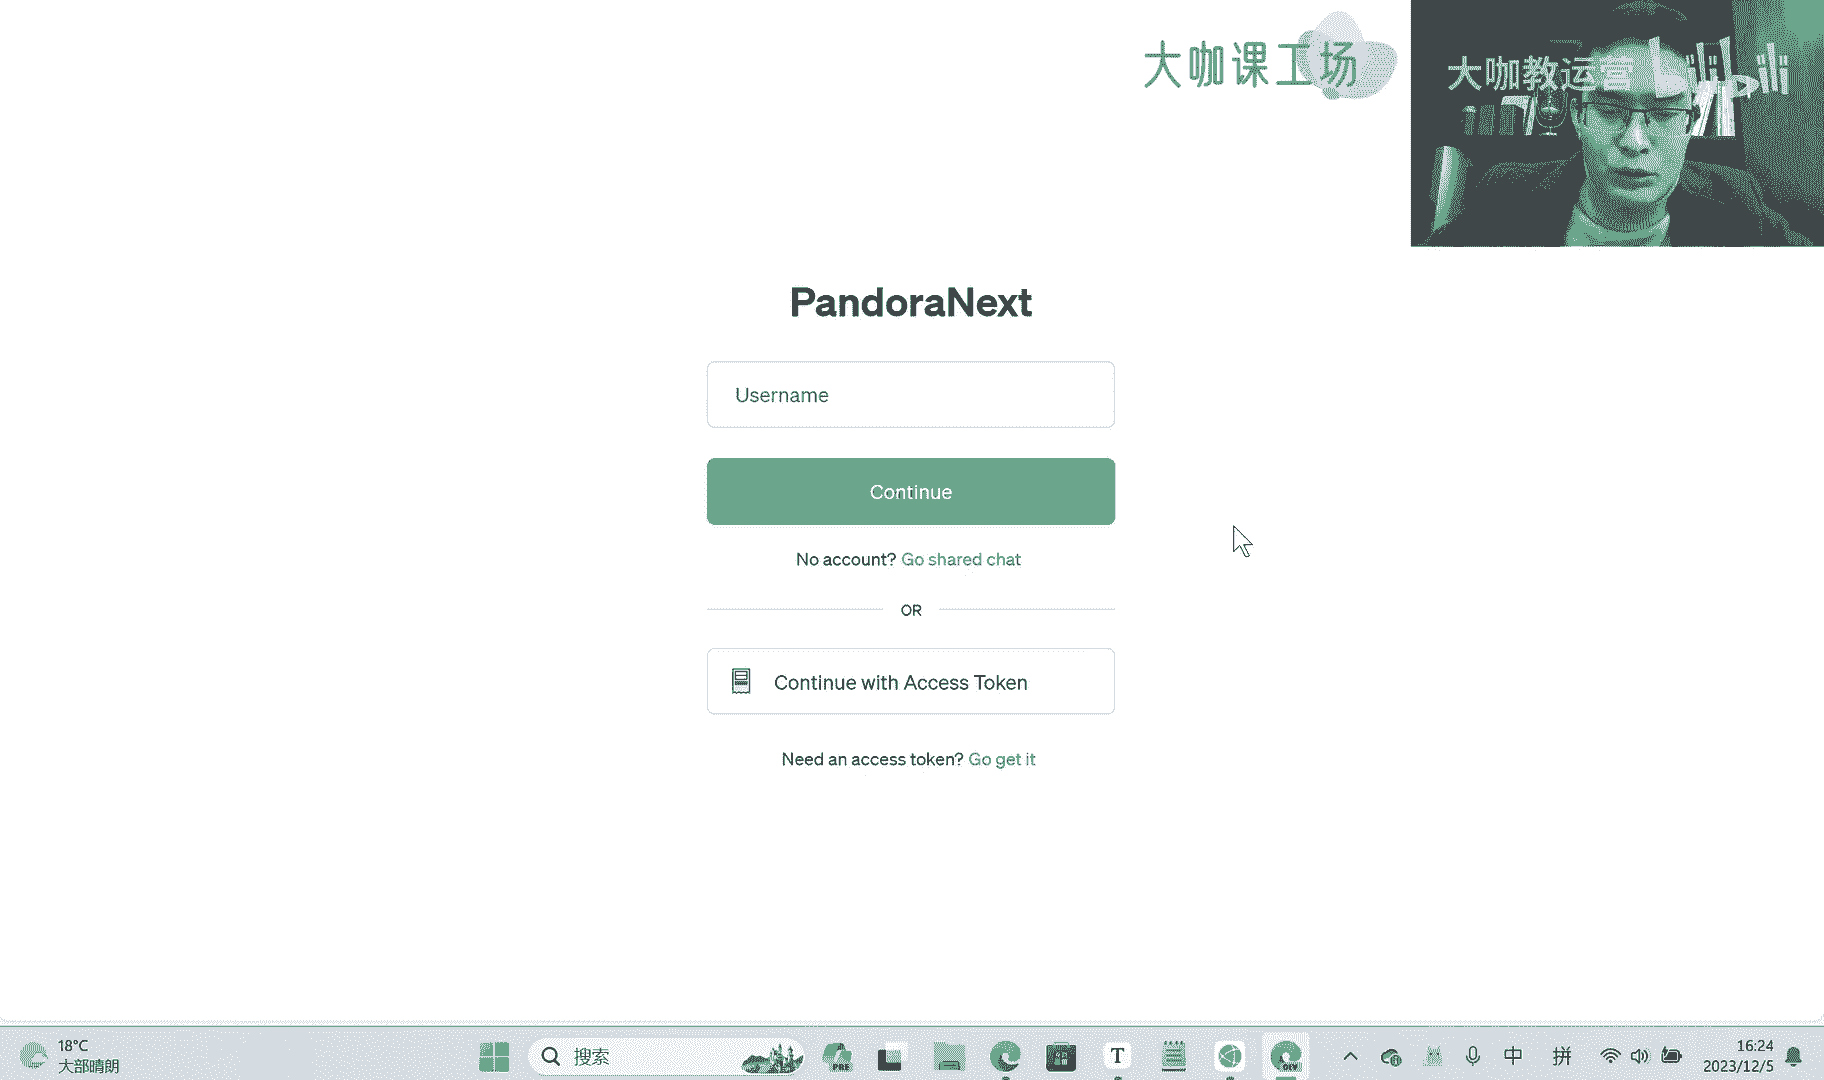 大咖课工场
大咖教运营 bilibili
PandoraNext
Username
Continue
No account? Go shared chat
OR
Continue with Access Token
Need an access token? Go get it
18°C
大部晴朗
搜索
PRE
T
DEV
中
拼
16:24
2023/12/5